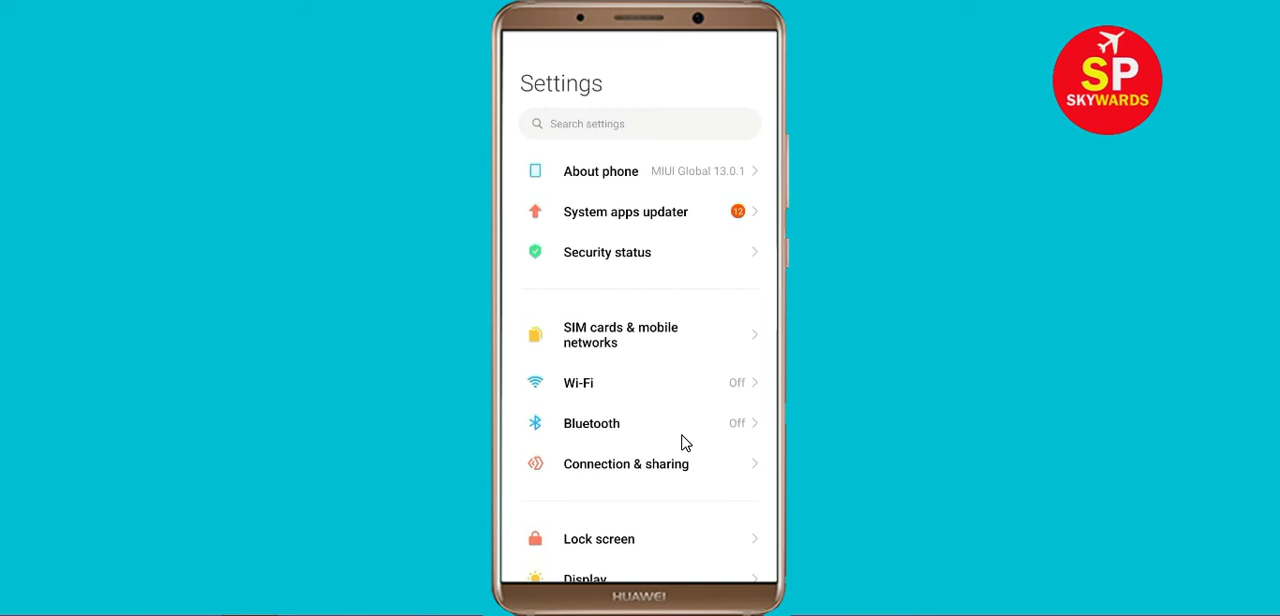 SP
SKYWARDS
Settings
Search settings
About phone MIUI Global 13.0.1
System apps updater 12
Security status
SIM cards & mobile
networks
Wi-Fi Off
Bluetooth Off
Connection & sharing
Lock screen
Display
HUAWEI